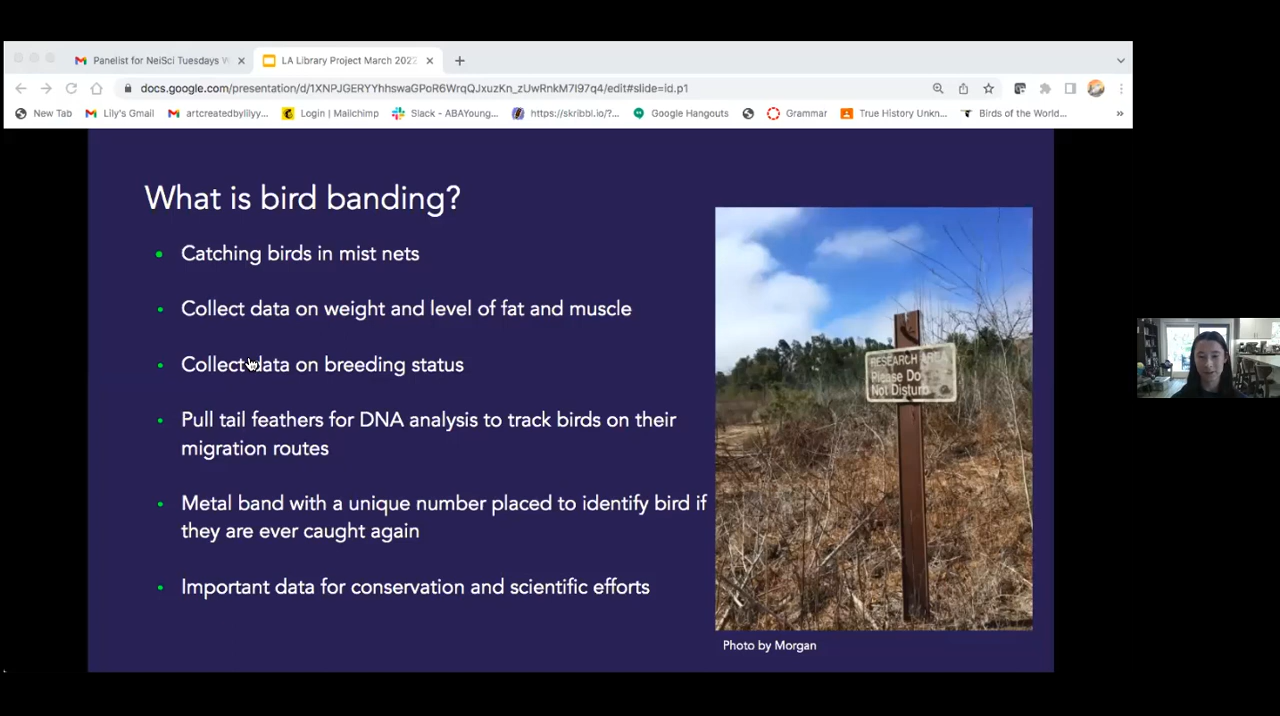 Panelist for NeiSci Tuesdays W
LA Library Project March 2022
docs.google.com/presentation/d/1XNPJGERYYhhswaGPoR6WrqQJxuzKn_zUwRnkM7I97q4/edit#slide=id.p1
New Tab
Lily's Gmail
artcreatedbylilyy...
Login | Mailchimp
Slack - ABAYoung...
https://skribbl.io/?...
Google Hangouts
Grammar
True History Unkn...
Birds of the World...
What is bird banding?
Catching birds in mist nets
Collect data on weight and level of fat and muscle
Collect data on breeding status
Pull tail feathers for DNA analysis to track birds on their
migration routes
Metal band with a unique number placed to identify bird if
they are ever caught again
Important data for conservation and scientific efforts
RESEARCH AREA
Please Do
Not Disturb
Photo by Morgan